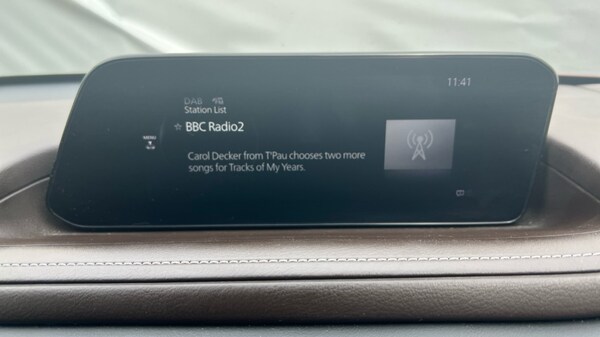 11:41
DAB
Station List
☆ BBC Radio2
MENU
Carol Decker from T'Pau chooses two more
songs for Tracks of My Years.